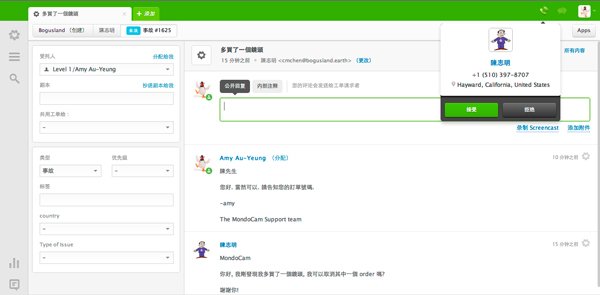 多買了一個鏡頭
+ 添加
Bogusland （创建）
陳志明
事故 #1625
Apps
受托人
分配给我
Level 1 / Amy Au-Yeung
副本
抄送副本给我
共用工单给：
-
类型
优先级
事故
-
标签
country
-
Type of Issue
-
多買了一個鏡頭
15 分钟之前 • 陳志明 <cmchen@bogusland.earth> （更改）
所有内容
公开回复
内部注释
您的评论会发送给工单请求者
录制 Screencast
添加附件
陳志明
+1 (510) 397-8707
Hayward, California, United States
接受
拒绝
Amy Au-Yeung （分配）
10 分钟之前
陳先生
您好. 當然可以. 請告知您的訂單號碼.
-amy
The MondoCam Support team
陳志明
15 分钟之前
MondoCam
你好, 我剛發現我多買了一個鏡頭, 我可以取消其中一個 order 嗎?
謝謝你!